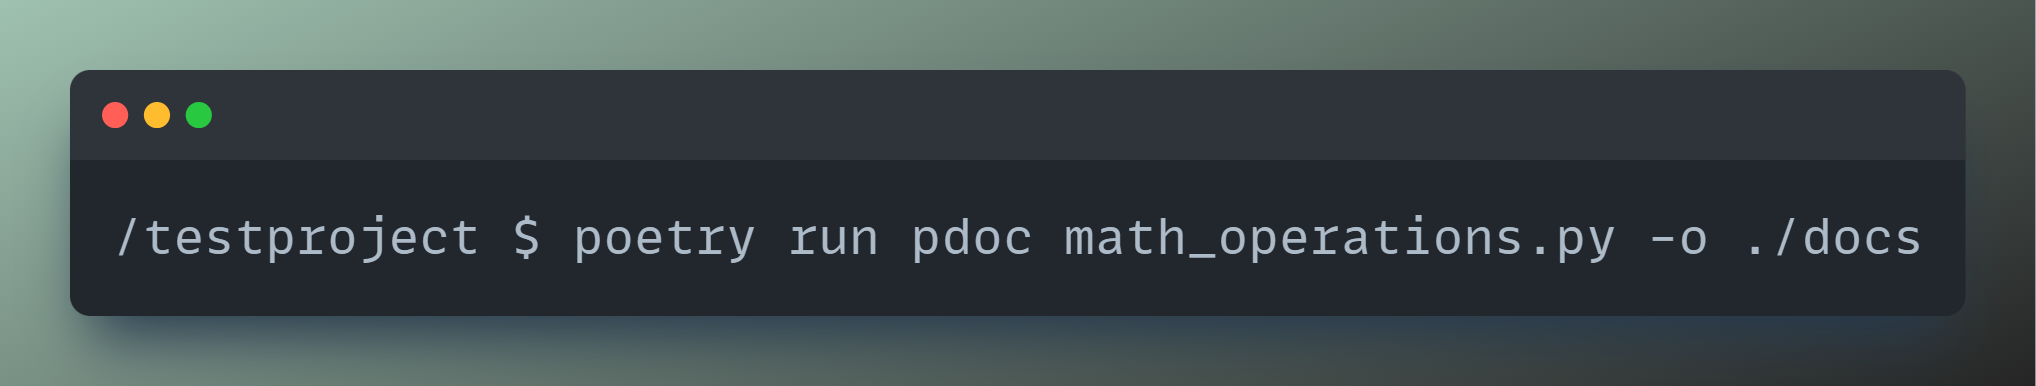 /testproject $ poetry run pdoc math_operations.py -o ./docs